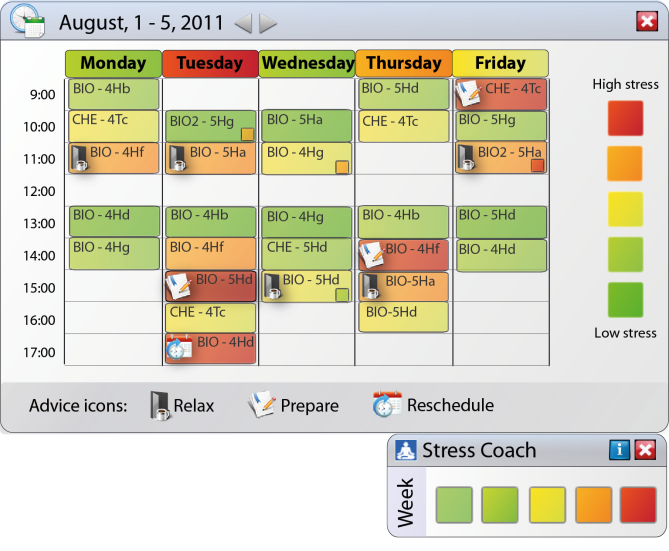 August, 1 - 5, 2011
Monday Tuesday Wednesday Thursday Friday
9:00 BIO - 4Hb BIO - 5Hd CHE - 4Tc
10:00 CHE - 4Tc BIO2 - 5Hg BIO - 5Ha CHE - 4Tc BIO - 5Hg
11:00 BIO - 4Hf BIO - 5Ha BIO - 4Hg BIO2 - 5Ha
12:00
13:00 BIO - 4Hd BIO - 4Hb BIO - 4Hg BIO - 4Hb BIO - 5Hd
14:00 BIO - 4Hg BIO - 4Hf CHE - 5Hd BIO - 4Hf BIO - 4Hd
15:00 BIO - 5Hd BIO - 5Hd BIO-5Ha
16:00 CHE - 4Tc BIO-5Hd
17:00 BIO - 4Hd
High stress
Low stress
Advice icons: Relax Prepare Reschedule
Stress Coach
Week